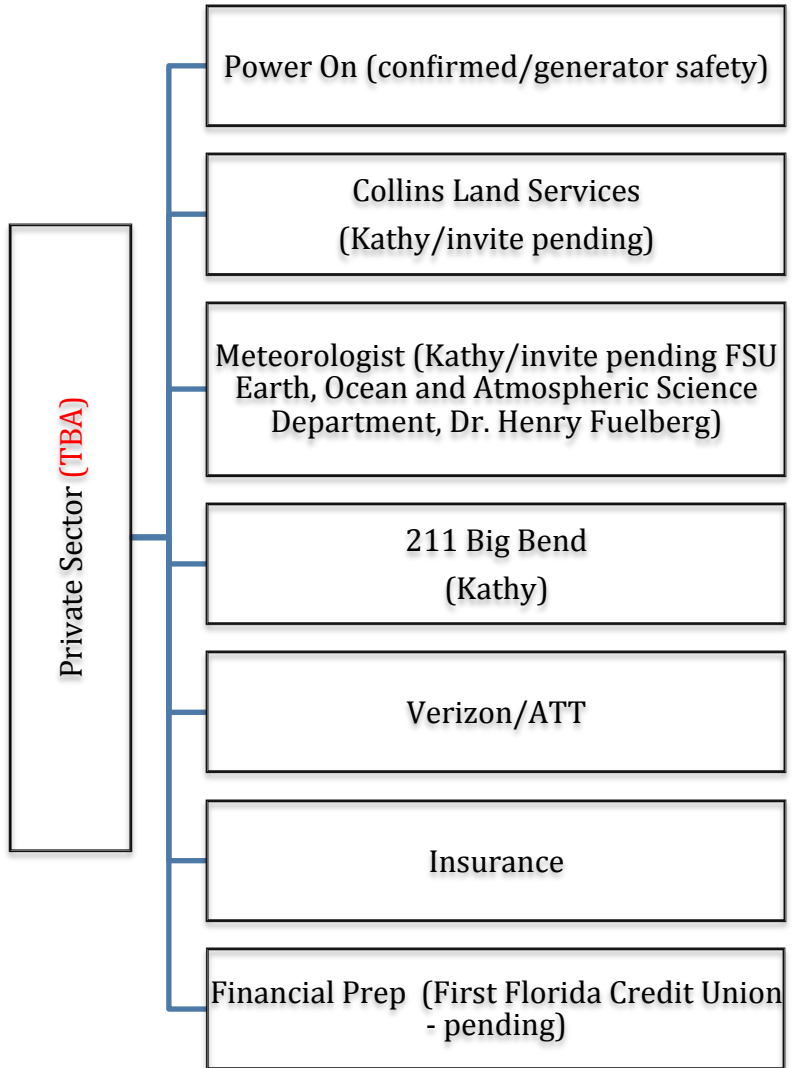 Private Sector (TBA)
Power On (confirmed/generator safety)
Collins Land Services
(Kathy/invite pending)
Meteorologist (Kathy/invite pending FSU
Earth, Ocean and Atmospheric Science
Department, Dr. Henry Fuelberg)
211 Big Bend
(Kathy)
Verizon/ATT
Insurance
Financial Prep  (First Florida Credit Union
- pending)